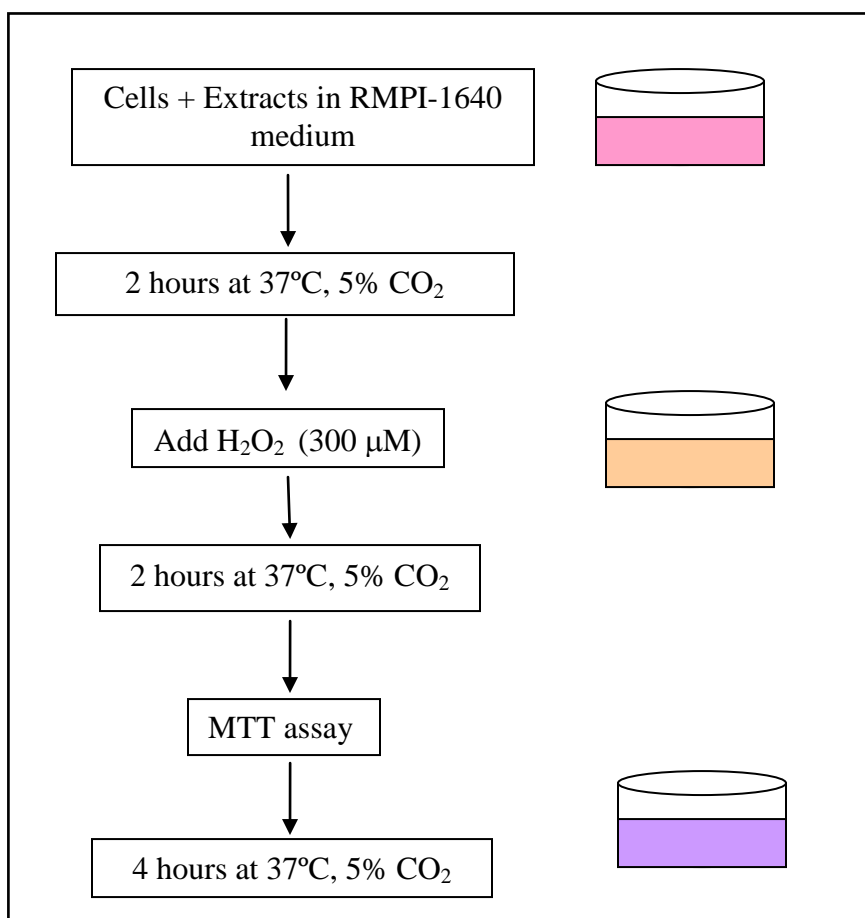 Cells + Extracts in RMPI-1640
medium
2 hours at 37ºC, 5% CO₂
Add H₂O₂ (300 μM)
2 hours at 37ºC, 5% CO₂
MTT assay
4 hours at 37ºC, 5% CO₂